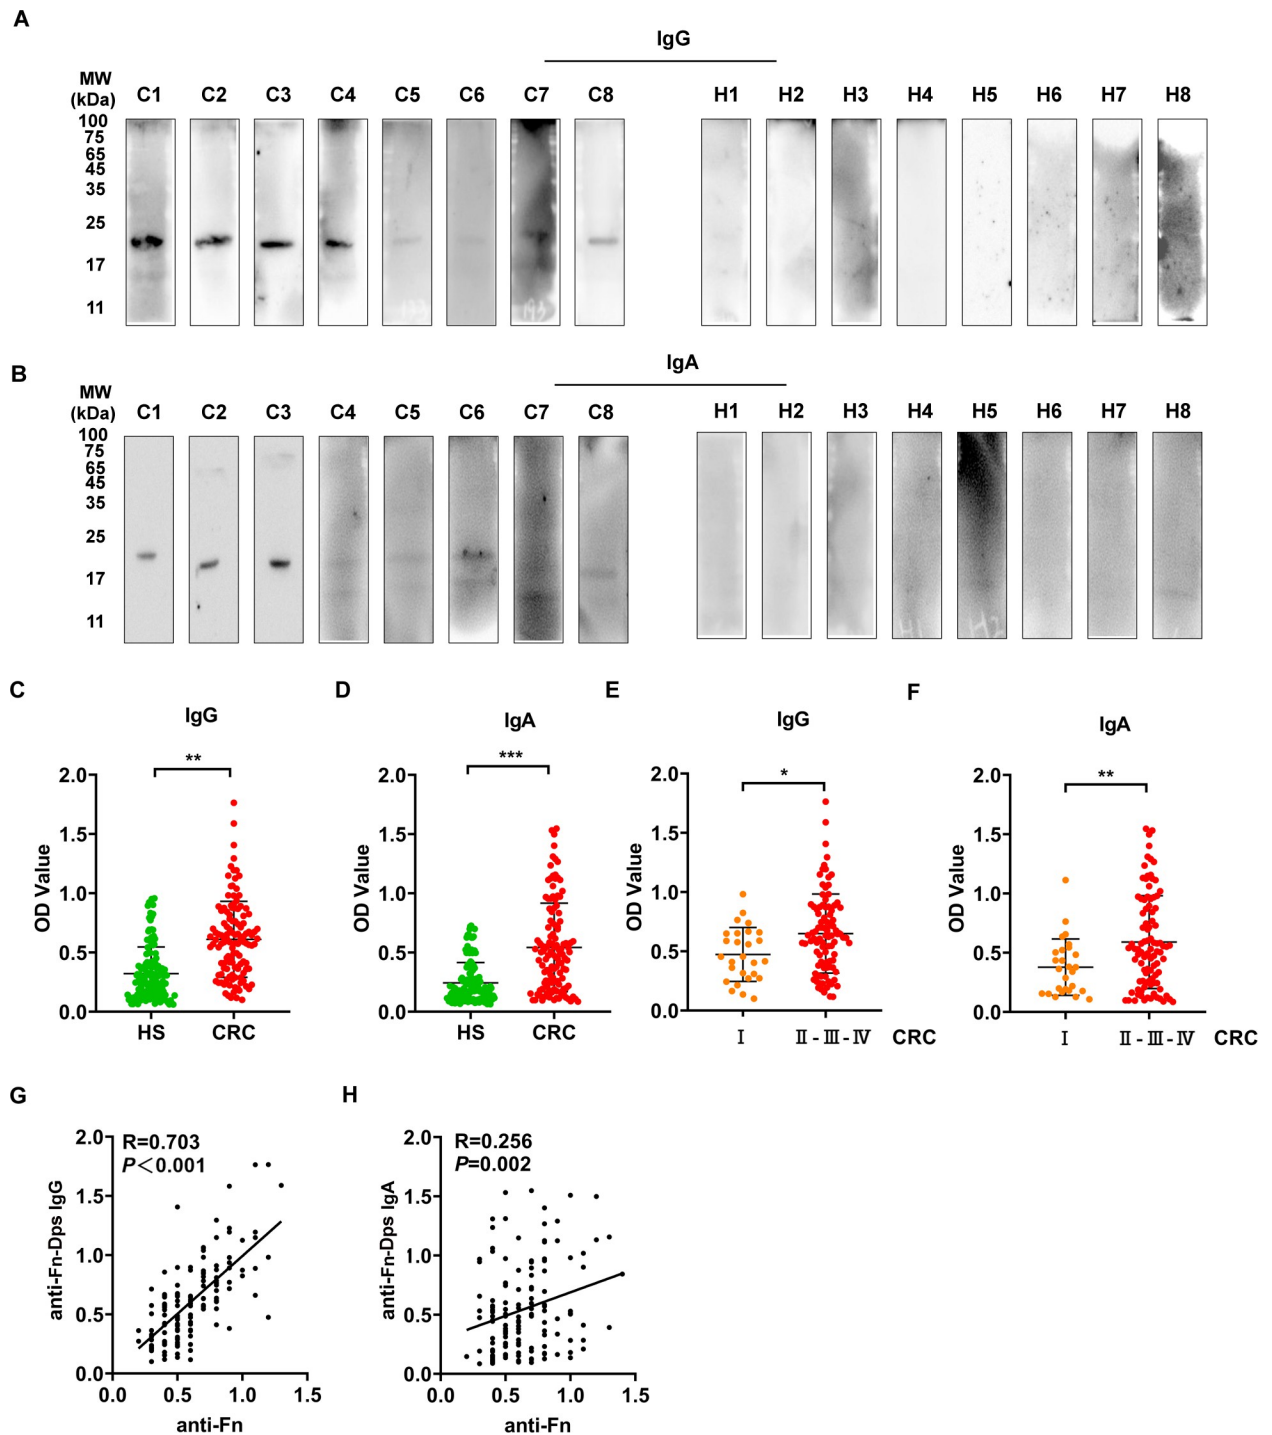 A
IgG
MW
(kDa)
C1 C2 C3 C4 C5 C6 C7 C8 H1 H2 H3 H4 H5 H6 H7 H8
100
75
65
45
35
25
17
11
B
IgA
MW
(kDa)
C1 C2 C3 C4 C5 C6 C7 C8 H1 H2 H3 H4 H5 H6 H7 H8
100
75
65
45
35
25
17
11
C
IgG
**
OD Value
2.0
1.5
1.0
0.5
0.0
HS CRC
D
IgA
***
OD Value
2.0
1.5
1.0
0.5
0.0
HS CRC
E
IgG
*
OD Value
2.0
1.5
1.0
0.5
0.0
Ⅰ Ⅱ-Ⅲ-Ⅳ CRC
F
IgA
**
OD Value
2.0
1.5
1.0
0.5
0.0
Ⅰ Ⅱ-Ⅲ-Ⅳ CRC
G
R=0.703
P<0.001
anti-Fn-Dps IgG
2.0
1.5
1.0
0.5
0.0
0.0 0.5 1.0 1.5
anti-Fn
H
R=0.256
P=0.002
anti-Fn-Dps IgA
2.0
1.5
1.0
0.5
0.0
0.0 0.5 1.0 1.5
anti-Fn